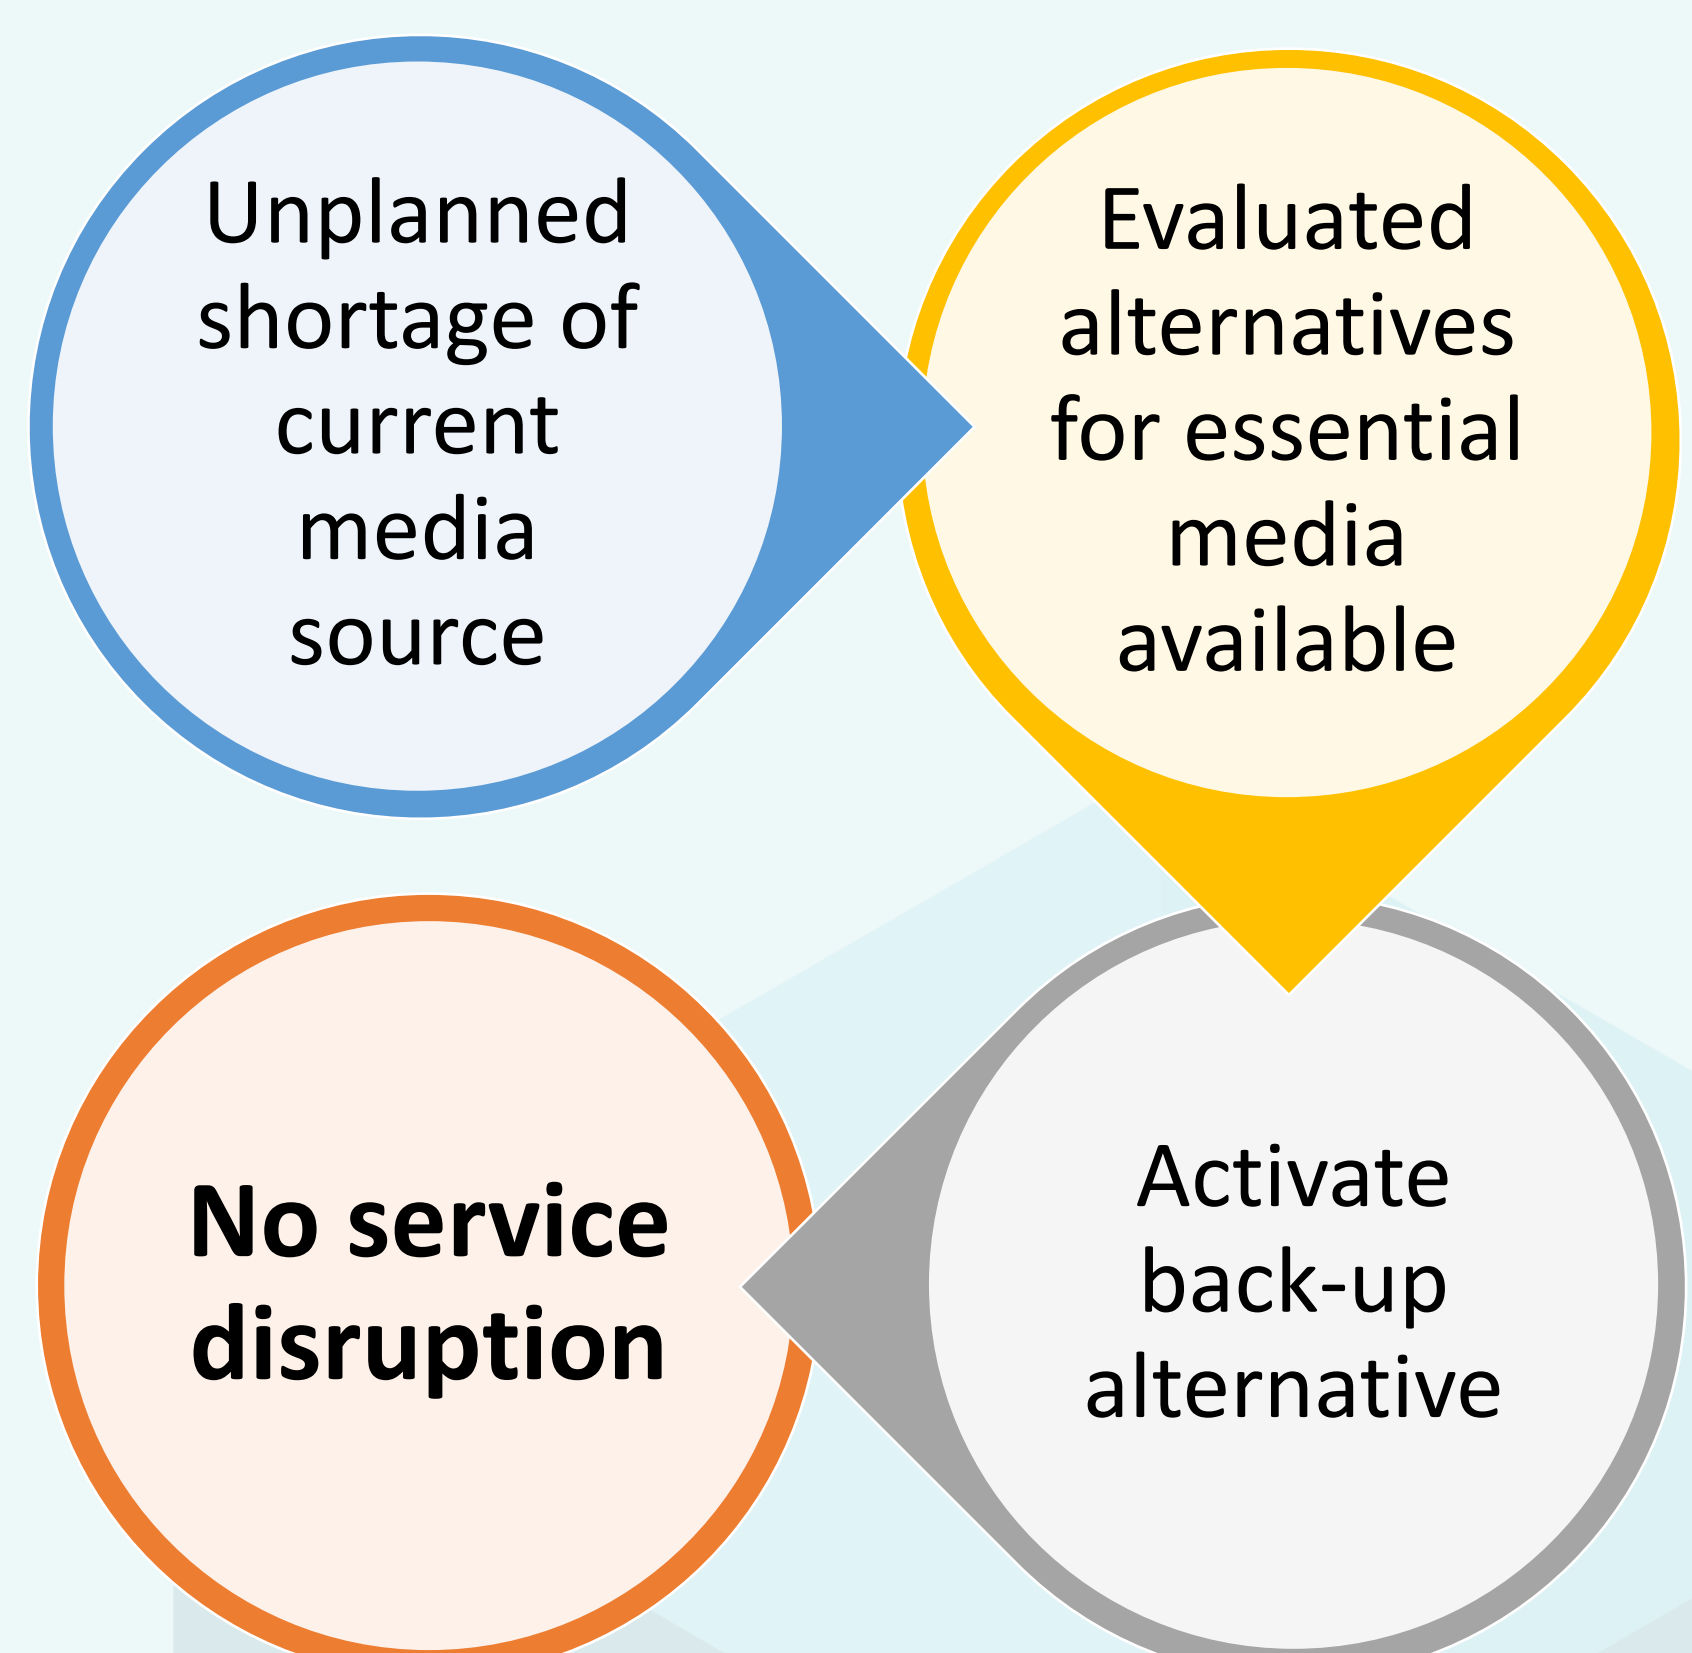 Unplanned
shortage of
current
media
source
Evaluated
alternatives
for essential
media
available
Activate
back-up
alternative
No service
disruption